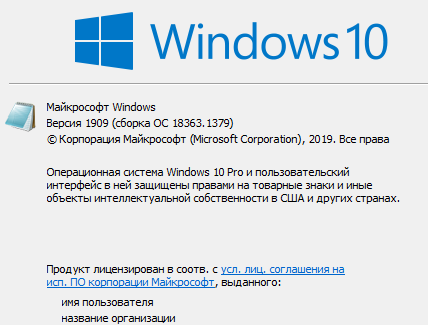 Windows 10
Майкрософт Windows
Версия 1909 (сборка ОС 18363.1379)
© Корпорация Майкрософт (Microsoft Corporation), 2019. Все права
Операционная система Windows 10 Pro и пользовательский
интерфейс в ней защищены правами на товарные знаки и иные
объекты интеллектуальной собственности в США и других странах.
Продукт лицензирован в соотв. с усл. лиц. соглашения на
исп. ПО корпорации Майкрософт, выданного:
имя пользователя
название организации